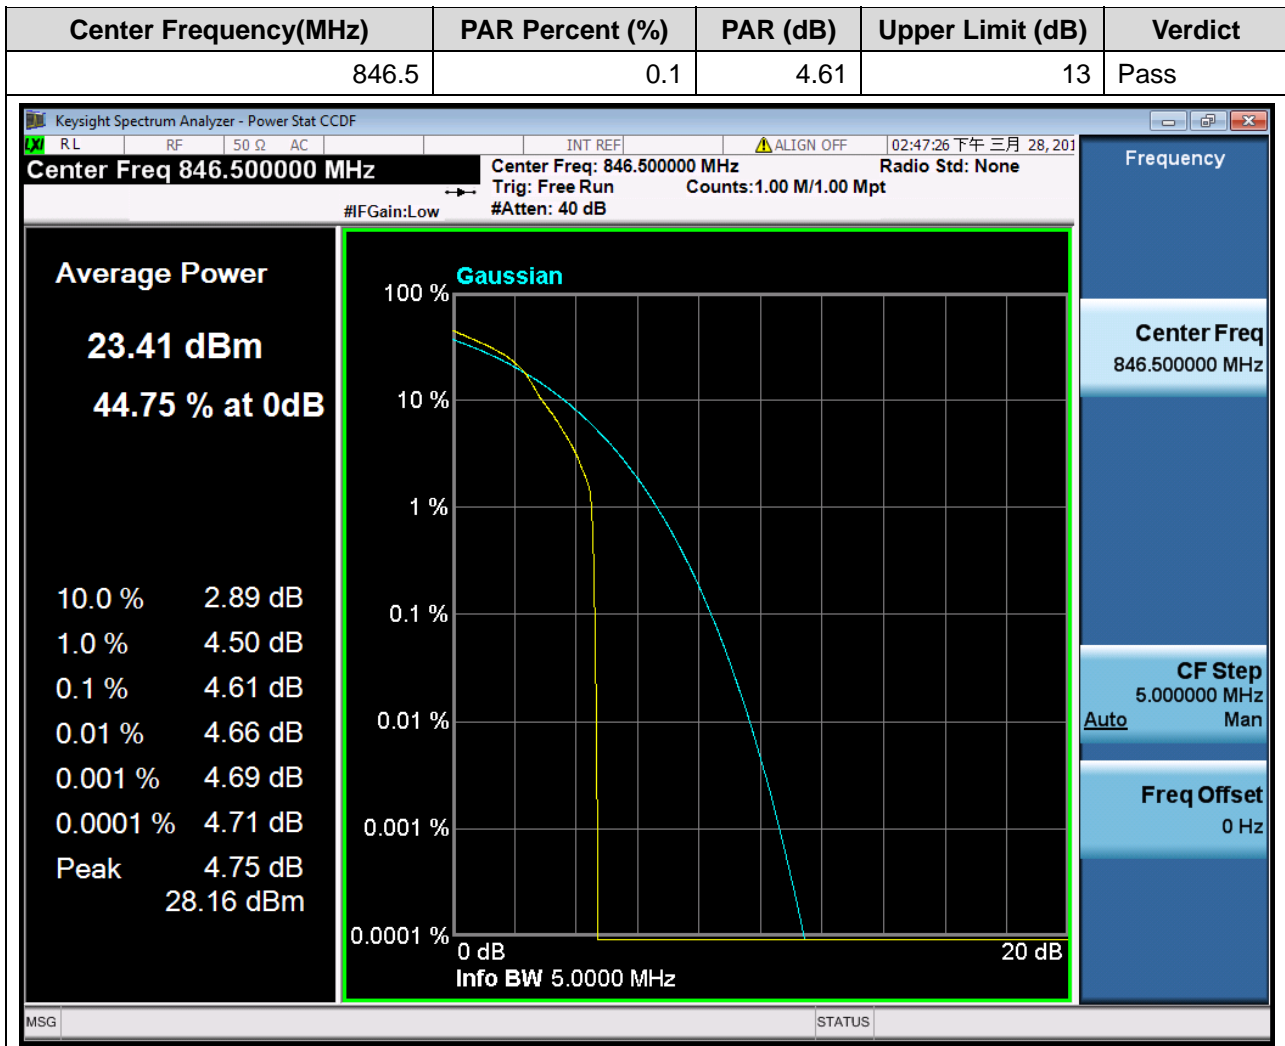 Center Frequency(MHz) PAR Percent (%) PAR (dB) Upper Limit (dB) Verdict
846.5 0.1 4.61 13 Pass
Keysight Spectrum Analyzer - Power Stat CCDF
LXI RL RF 50 Ω AC INT REF ALIGN OFF 02:47:26 下午 三月 28, 201
Center Freq 846.500000 MHz
Center Freq: 846.500000 MHz Radio Std: None
Trig: Free Run Counts:1.00 M/1.00 Mpt
#IFGain:Low #Atten: 40 dB
Average Power
23.41 dBm
44.75 % at 0dB
10.0 % 2.89 dB
1.0 % 4.50 dB
0.1 % 4.61 dB
0.01 % 4.66 dB
0.001 % 4.69 dB
0.0001 % 4.71 dB
Peak 4.75 dB
28.16 dBm
Gaussian
100 %
10 %
1 %
0.1 %
0.01 %
0.001 %
0.0001 %
0 dB 20 dB
Info BW 5.0000 MHz
Frequency
Center Freq
846.500000 MHz
CF Step
5.000000 MHz
Auto Man
Freq Offset
0 Hz
MSG STATUS